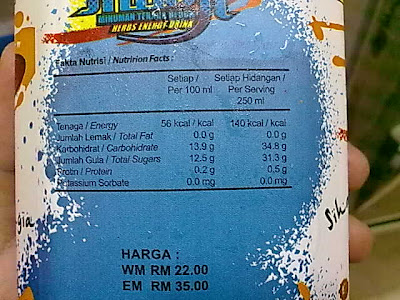 MINUMAN TENAGA HERBA
HERBS ENERGY DRINK
Fakta Nutrisi / Nutririon Facts :
Setiap / Setiap Hidangan /
Per 100 ml Per Serving
250 ml
Tenaga / Energy 56 kcal / kcal 140 kcal / kcal
Jumlah Lemak / Total Fat 0.0 g 0.0 g
Karbohidrat / Carbohydrate 13.9 g 34.8 g
Jumlah Gula / Total Sugars 12.5 g 31.3 g
Protin / Protein 0.2 g 0.5 g
Potassium Sorbate 0.0 mg 0.0 mg
HARGA :
WM RM 22.00
EM RM 35.00